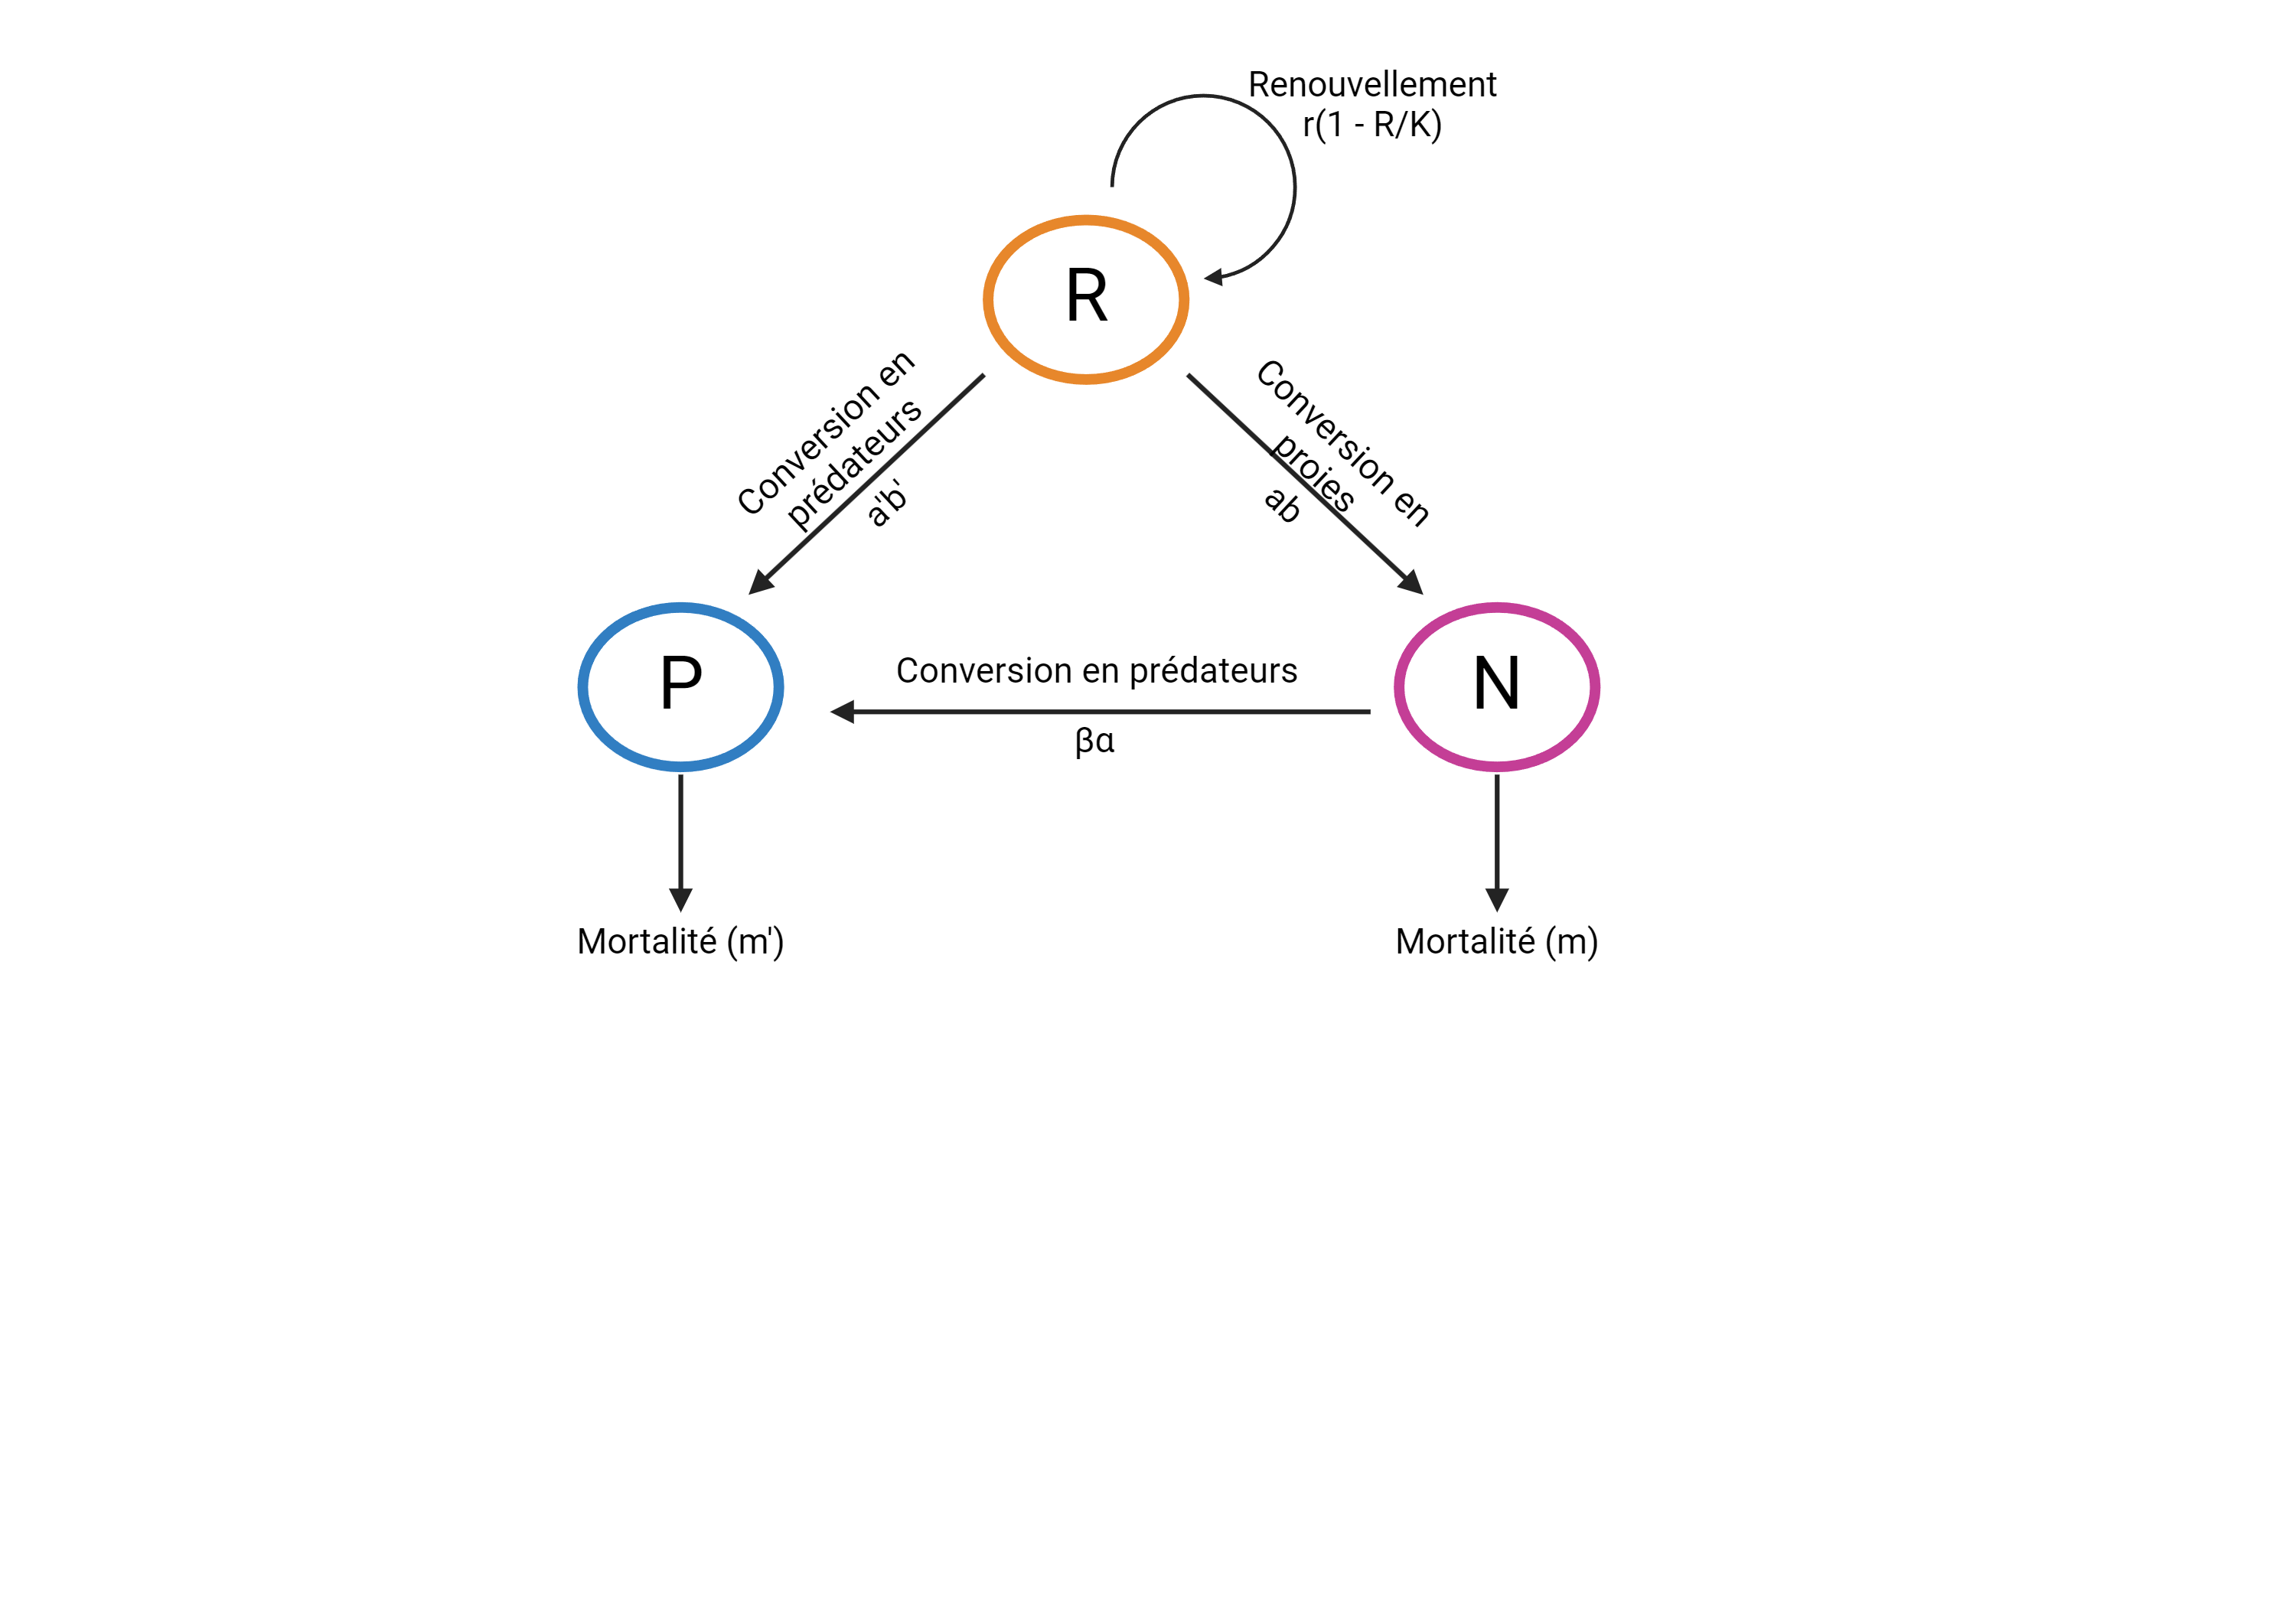 Renouvellement
r(1 - R/K)
R
Conversion en
prédateurs
a'b'
Conversion en
proies
ab
P
Conversion en prédateurs
βα
N
Mortalité (m')
Mortalité (m)